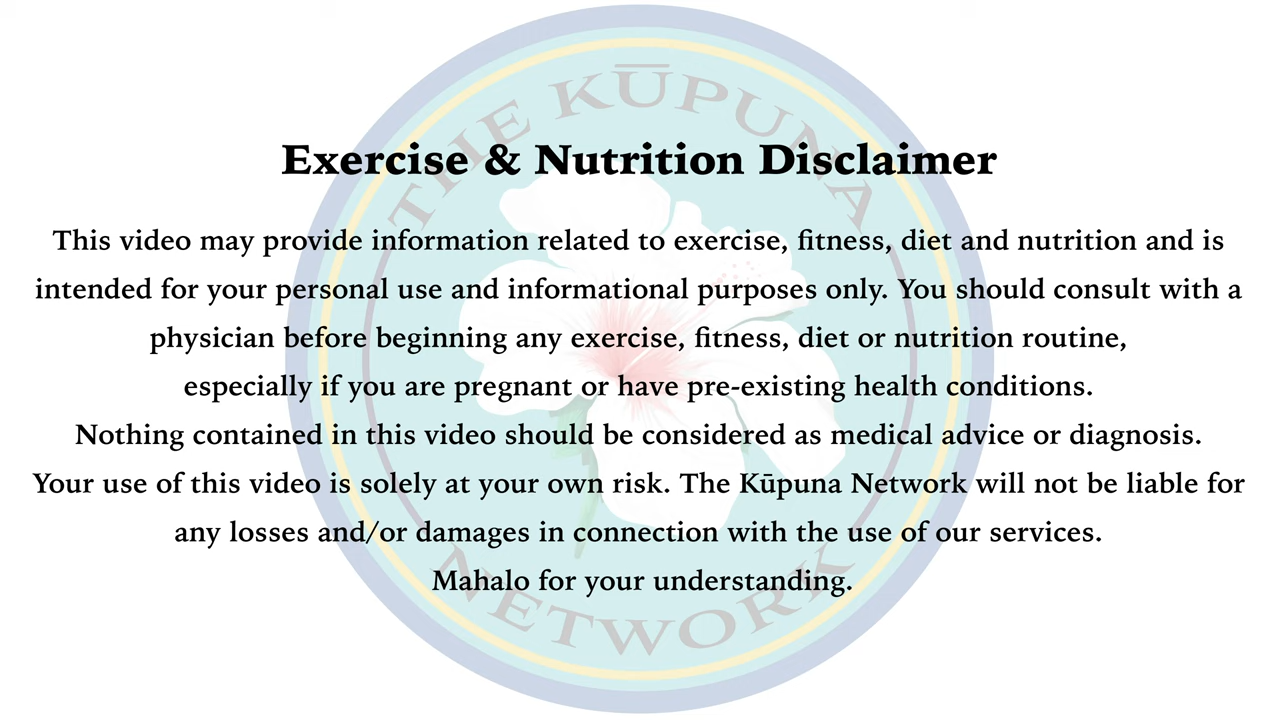 THE KŪPUNA
Exercise & Nutrition Disclaimer
This video may provide information related to exercise, fitness, diet and nutrition and is
intended for your personal use and informational purposes only. You should consult with a
physician before beginning any exercise, fitness, diet or nutrition routine,
especially if you are pregnant or have pre-existing health conditions.
Nothing contained in this video should be considered as medical advice or diagnosis.
Your use of this video is solely at your own risk. The Kūpuna Network will not be liable for
any losses and/or damages in connection with the use of our services.
Mahalo for your understanding.
NETWORK